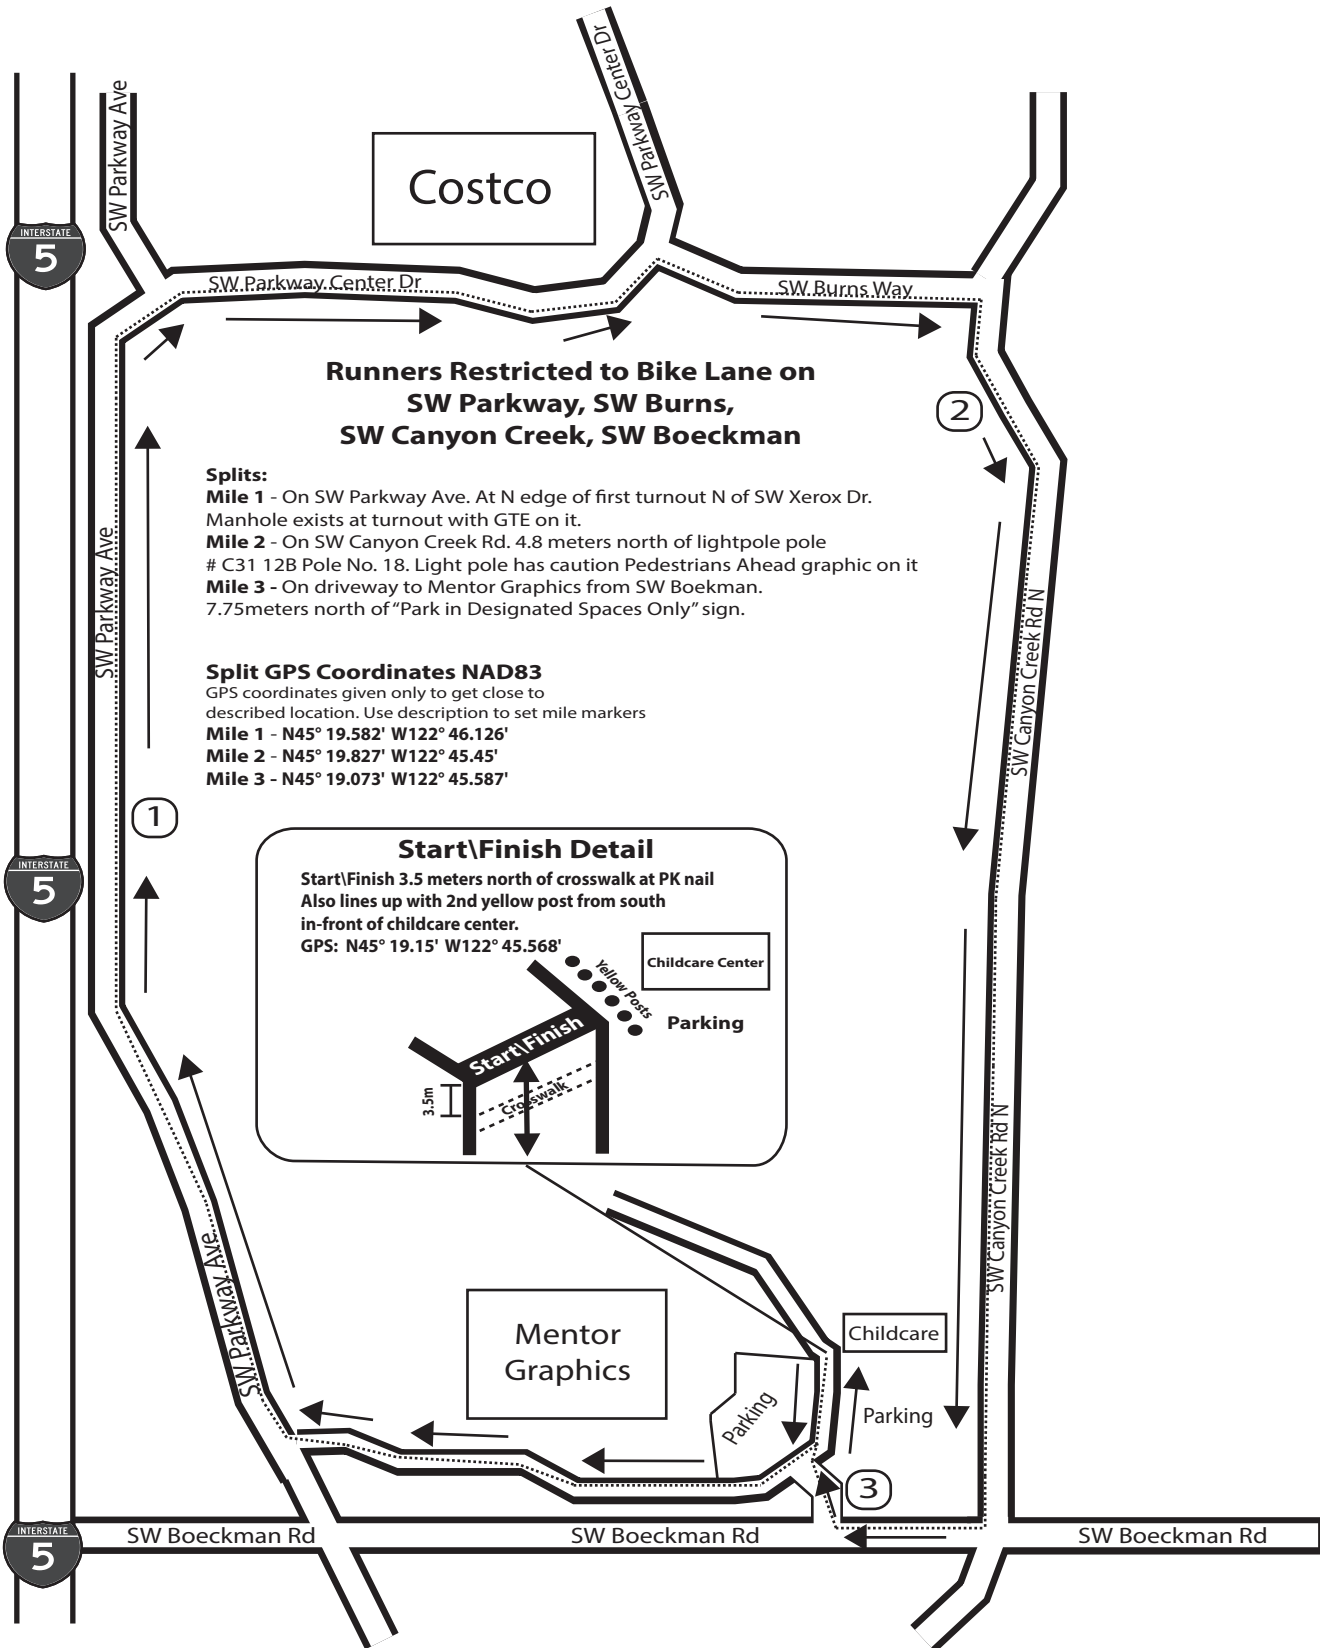 SW Parkway Center Dr
SW Parkway Ave
Costco
INTERSTATE
5
SW Parkway Center Dr
SW Burns Way
Runners Restricted to Bike Lane on
SW Parkway, SW Burns,
SW Canyon Creek, SW Boeckman
2
Splits:
Mile 1 - On SW Parkway Ave. At N edge of first turnout N of SW Xerox Dr.
Manhole exists at turnout with GTE on it.
Mile 2 - On SW Canyon Creek Rd. 4.8 meters north of lightpole pole
# C31 12B Pole No. 18. Light pole has caution Pedestrians Ahead graphic on it
Mile 3 - On driveway to Mentor Graphics from SW Boekman.
7.75meters north of “Park in Designated Spaces Only” sign.
SW Parkway Ave
SW Canyon Creek Rd N
Split GPS Coordinates NAD83
GPS coordinates given only to get close to
described location. Use description to set mile markers
Mile 1 - N45° 19.582' W122° 46.126'
Mile 2 - N45° 19.827' W122° 45.45'
Mile 3 - N45° 19.073' W122° 45.587'
1
INTERSTATE
5
Start\Finish Detail
Start\Finish 3.5 meters north of crosswalk at PK nail
Also lines up with 2nd yellow post from south
in-front of childcare center.
GPS: N45° 19.15' W122° 45.568'
Childcare Center
Yellow Posts
Parking
Start\Finish
3.5m
Crosswalk
SW Canyon Creek Rd N
SW Parkway Ave
Mentor
Graphics
Childcare
Parking
Parking
3
INTERSTATE
5
SW Boeckman Rd
SW Boeckman Rd
SW Boeckman Rd